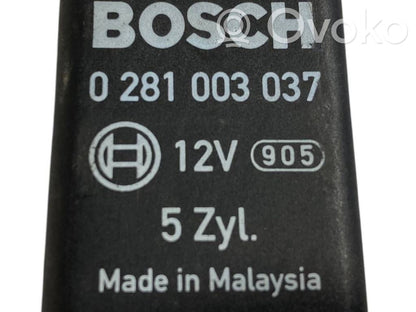 BOSCH
Ovoko
0 281 003 037
12V 905
5 Zyl.
Made in Malaysia